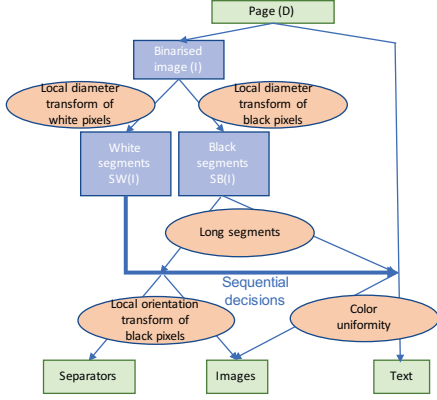 Page (D)
Binarised
image (I)
Local diameter
transform of
white pixels
Local diameter
transform of
black pixels
White
segments
SW(I)
Black
segments
SB(I)
Long segments
Sequential
decisions
Local orientation
transform of
black pixels
Color
uniformity
Separators
Images
Text